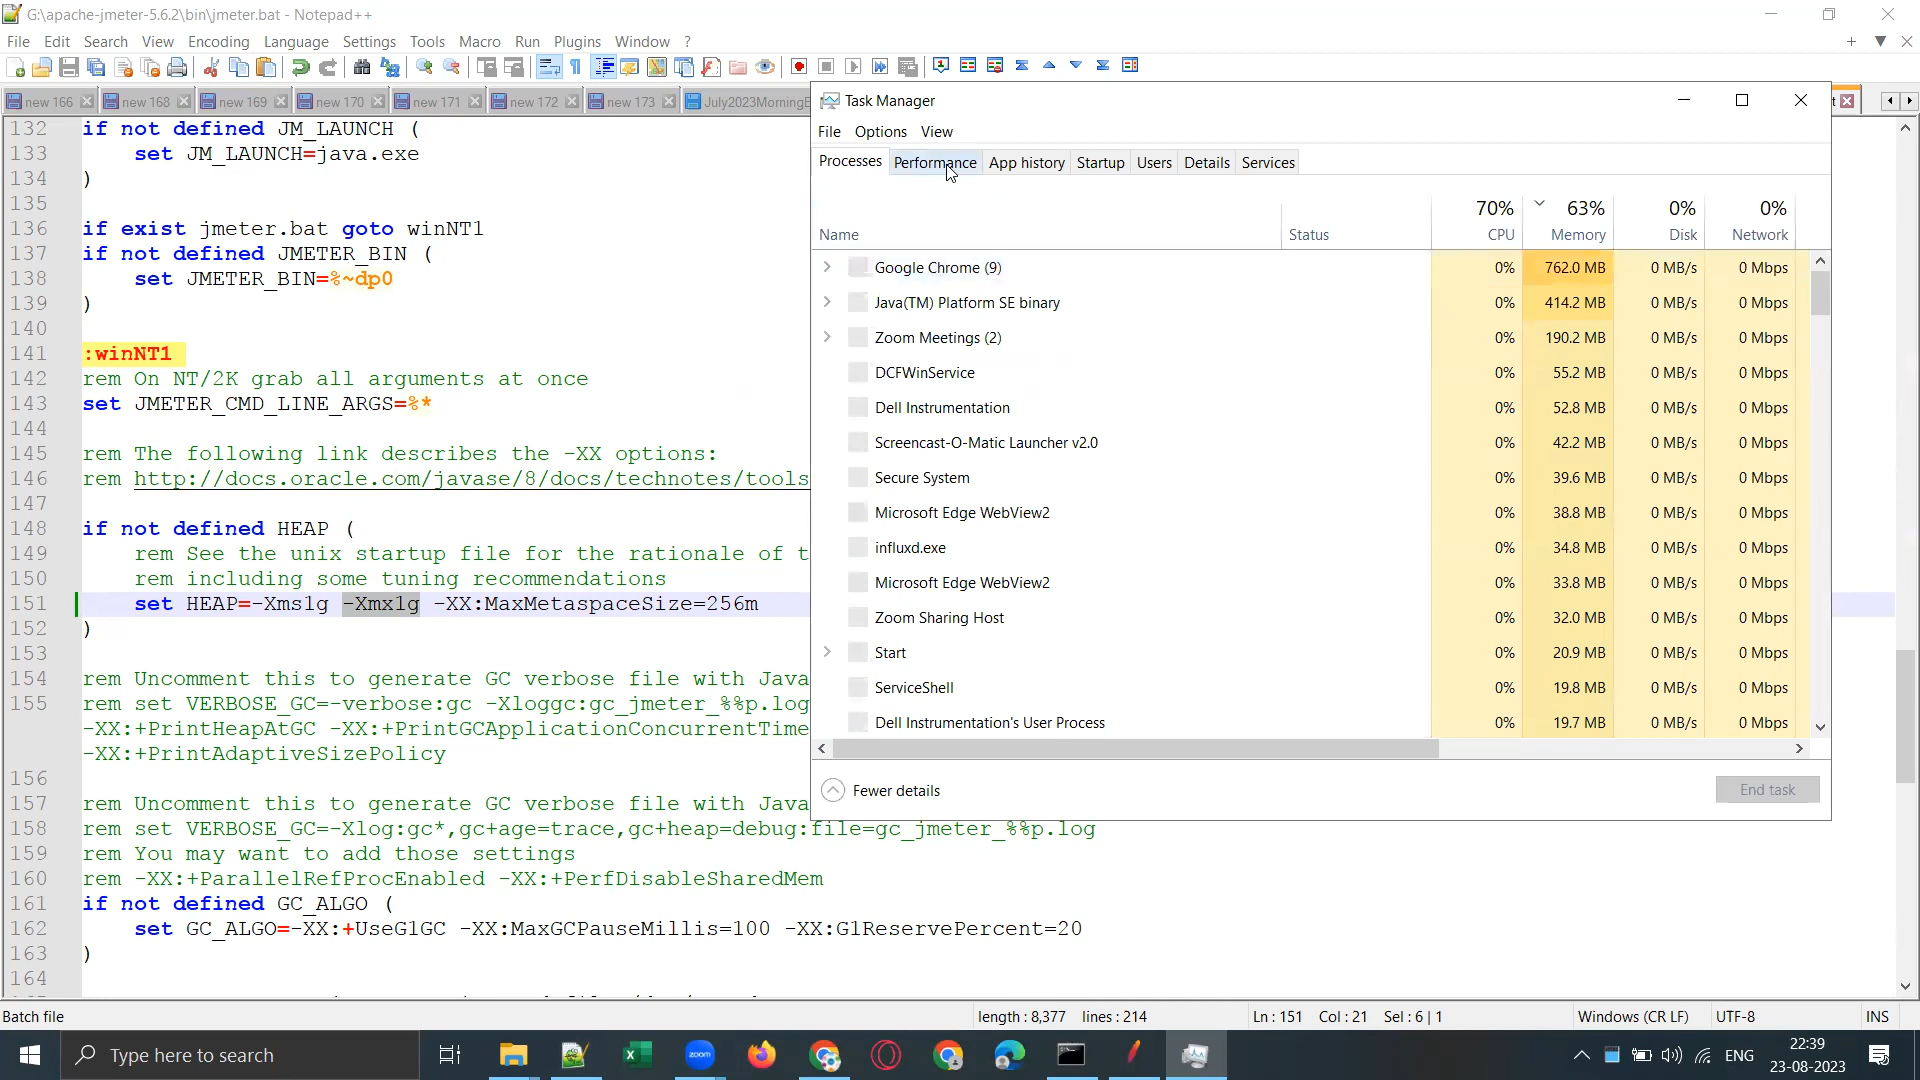 G:\apache-jmeter-5.6.2\bin\jmeter.bat - Notepad++
File Edit Search View Encoding Language Settings Tools Macro Run Plugins Window ?
new 166 new 168 new 169 new 170 new 171 new 172 new 173 July2023MorningB
132 if not defined JM_LAUNCH (
133 set JM_LAUNCH=java.exe
134 )
135
136 if exist jmeter.bat goto winNT1
137 if not defined JMETER_BIN (
138 set JMETER_BIN=%~dp0
139 )
140
141 :winNT1
142 rem On NT/2K grab all arguments at once
143 set JMETER_CMD_LINE_ARGS=%*
144
145 rem The following link describes the -XX options:
146 rem http://docs.oracle.com/javase/8/docs/technotes/tools
147
148 if not defined HEAP (
149 rem See the unix startup file for the rationale of t
150 rem including some tuning recommendations
151 set HEAP=-Xms1g -Xmx1g -XX:MaxMetaspaceSize=256m
152 )
153
154 rem Uncomment this to generate GC verbose file with Java
155 rem set VERBOSE_GC=-verbose:gc -Xloggc:gc_jmeter_%%p.log
-XX:+PrintHeapAtGC -XX:+PrintGCApplicationConcurrentTime
-XX:+PrintAdaptiveSizePolicy
156
157 rem Uncomment this to generate GC verbose file with Java
158 rem set VERBOSE_GC=-Xlog:gc*,gc+age=trace,gc+heap=debug:file=gc_jmeter_%%p.log
159 rem You may want to add those settings
160 rem -XX:+ParallelRefProcEnabled -XX:+PerfDisableSharedMem
161 if not defined GC_ALGO (
162 set GC_ALGO=-XX:+UseG1GC -XX:MaxGCPauseMillis=100 -XX:G1ReservePercent=20
163 )
164
Task Manager
File Options View
Processes Performance App history Startup Users Details Services
70% 63% 0% 0%
Name Status CPU Memory Disk Network
Google Chrome (9) 0% 762.0 MB 0 MB/s 0 Mbps
Java(TM) Platform SE binary 0% 414.2 MB 0 MB/s 0 Mbps
Zoom Meetings (2) 0% 190.2 MB 0 MB/s 0 Mbps
DCFWinService 0% 55.2 MB 0 MB/s 0 Mbps
Dell Instrumentation 0% 52.8 MB 0 MB/s 0 Mbps
Screencast-O-Matic Launcher v2.0 0% 42.2 MB 0 MB/s 0 Mbps
Secure System 0% 39.6 MB 0 MB/s 0 Mbps
Microsoft Edge WebView2 0% 38.8 MB 0 MB/s 0 Mbps
influxd.exe 0% 34.8 MB 0 MB/s 0 Mbps
Microsoft Edge WebView2 0% 33.8 MB 0 MB/s 0 Mbps
Zoom Sharing Host 0% 32.0 MB 0 MB/s 0 Mbps
Start 0% 20.9 MB 0 MB/s 0 Mbps
ServiceShell 0% 19.8 MB 0 MB/s 0 Mbps
Dell Instrumentation's User Process 0% 19.7 MB 0 MB/s 0 Mbps
Fewer details End task
Batch file length : 8,377 lines : 214 Ln : 151 Col : 21 Sel : 6 | 1 Windows (CR LF) UTF-8 INS
Type here to search zoom ENG 22:39
23-08-2023